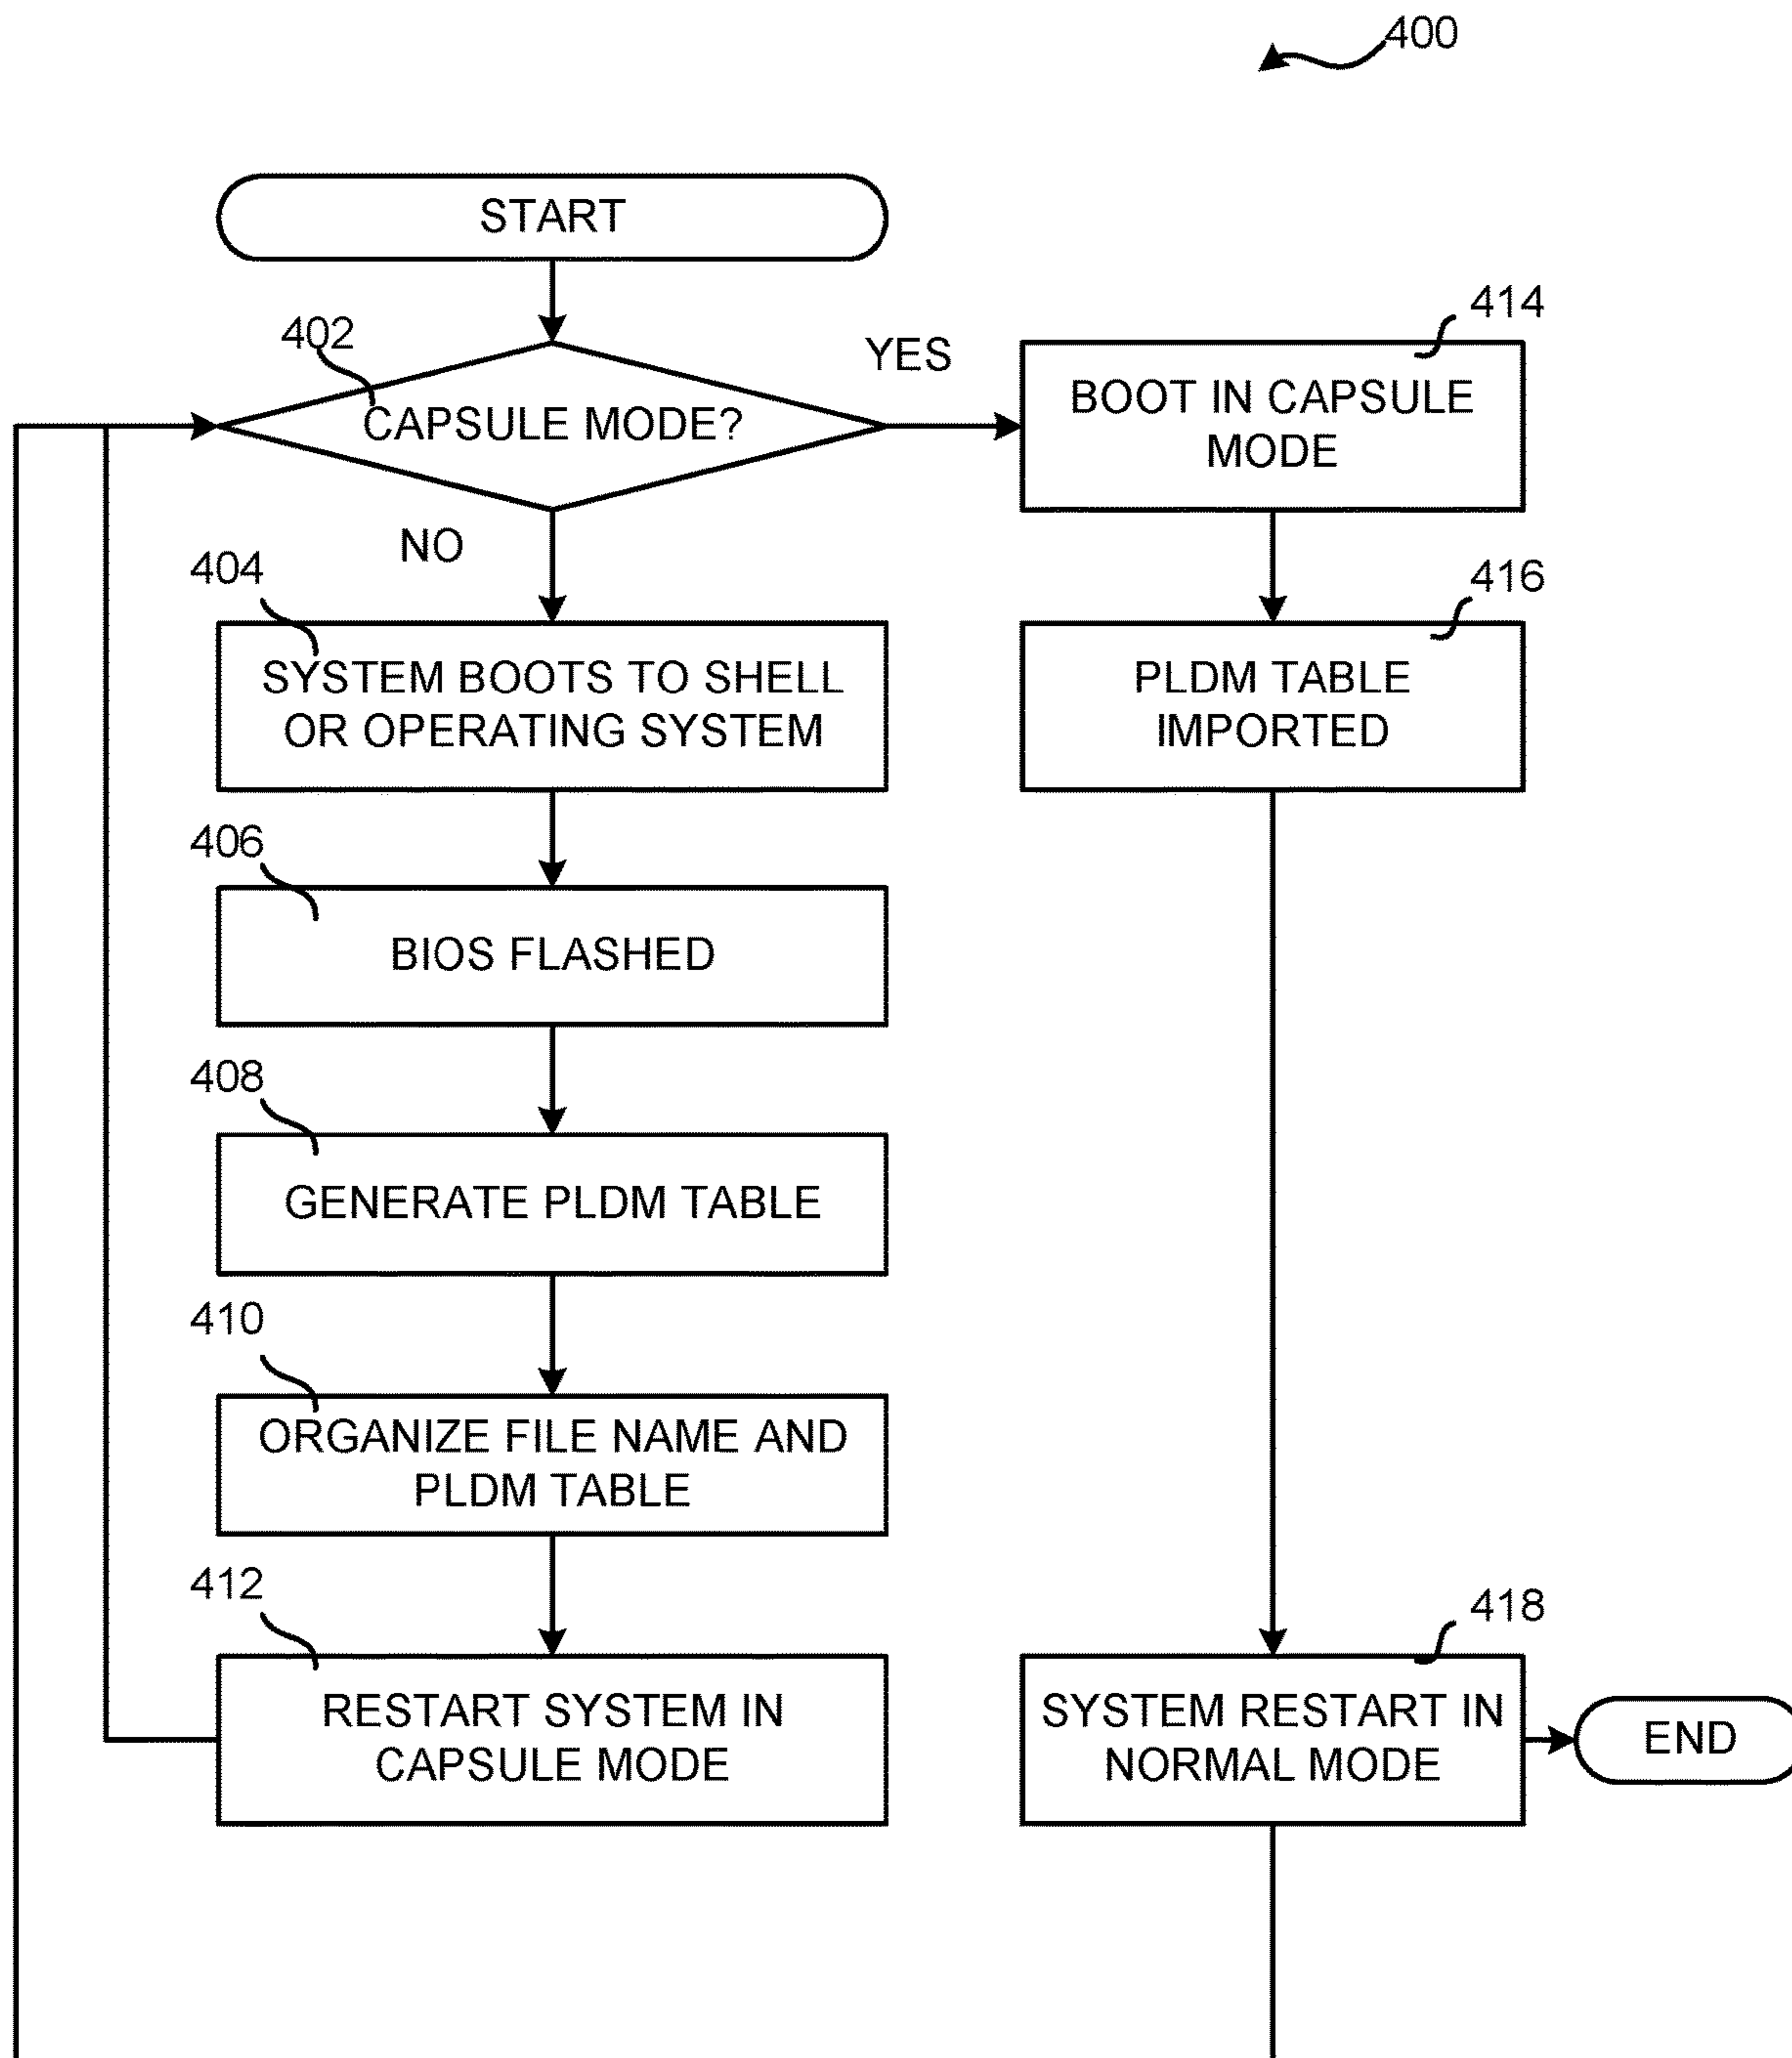 400
START
402
CAPSULE MODE?
YES
NO
414
BOOT IN CAPSULE
MODE
404
SYSTEM BOOTS TO SHELL
OR OPERATING SYSTEM
416
PLDM TABLE
IMPORTED
406
BIOS FLASHED
408
GENERATE PLDM TABLE
410
ORGANIZE FILE NAME AND
PLDM TABLE
412
RESTART SYSTEM IN
CAPSULE MODE
418
SYSTEM RESTART IN
NORMAL MODE
END